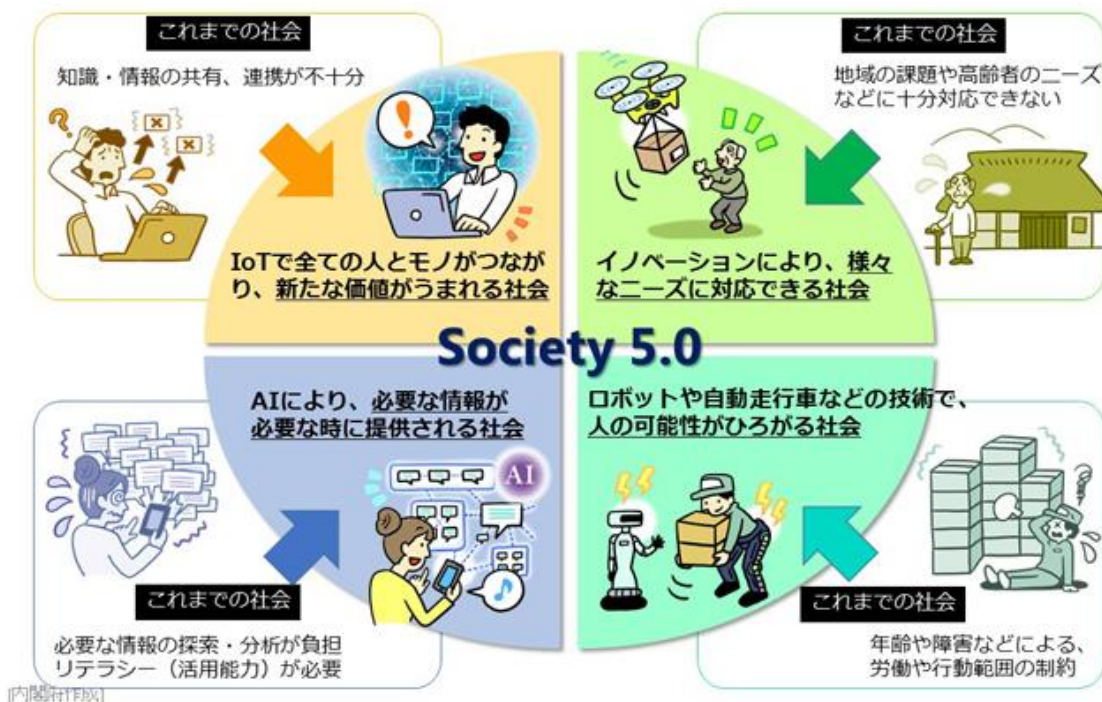 これまでの社会
知識・情報の共有、連携が不十分
?
!
IoTで全ての人とモノがつなが
り、新たな価値がうまれる社会
これまでの社会
地域の課題や高齢者のニーズ
などに十分対応できない
イノベーションにより、様々
なニーズに対応できる社会
Society 5.0
AIにより、必要な情報が
必要な時に提供される社会
AI
これまでの社会
必要な情報の探索・分析が負担
リテラシー（活用能力）が必要
ロボットや自動走行車などの技術で、
人の可能性がひろがる社会
これまでの社会
年齢や障害などによる、
労働や行動範囲の制約
[内閣府作成]